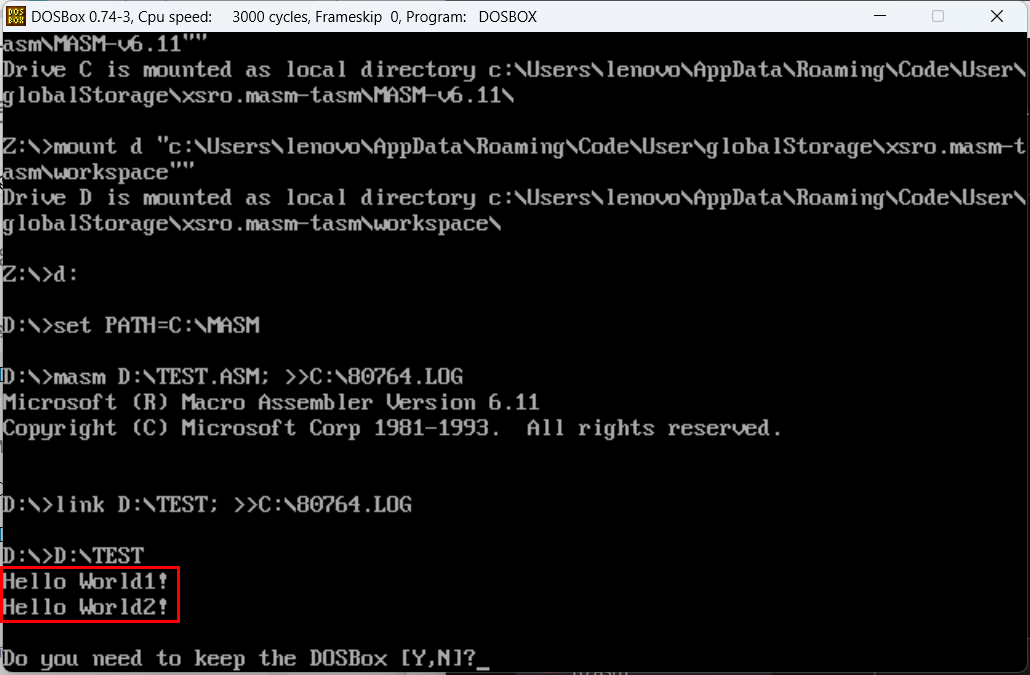 DOS BOX
DOSBox 0.74-3, Cpu speed: 3000 cycles, Frameskip 0, Program: DOSBOX
asm\MASM-v6.11""
Drive C is mounted as local directory c:\Users\lenovo\AppData\Roaming\Code\User\
globalStorage\xsro.masm-tasm\MASM-v6.11\
Z:\>mount d "c:\Users\lenovo\AppData\Roaming\Code\User\globalStorage\xsro.masm-t
asm\workspace""
Drive D is mounted as local directory c:\Users\lenovo\AppData\Roaming\Code\User\
globalStorage\xsro.masm-tasm\workspace\
Z:\>d:
D:\>set PATH=C:\MASM
D:\>masm D:\TEST.ASM; >>C:\80764.LOG
Microsoft (R) Macro Assembler Version 6.11
Copyright (C) Microsoft Corp 1981-1993.  All rights reserved.
D:\>link D:\TEST; >>C:\80764.LOG
D:\>D:\TEST
Hello World1!
Hello World2!
Do you need to keep the DOSBox [Y,N]?_